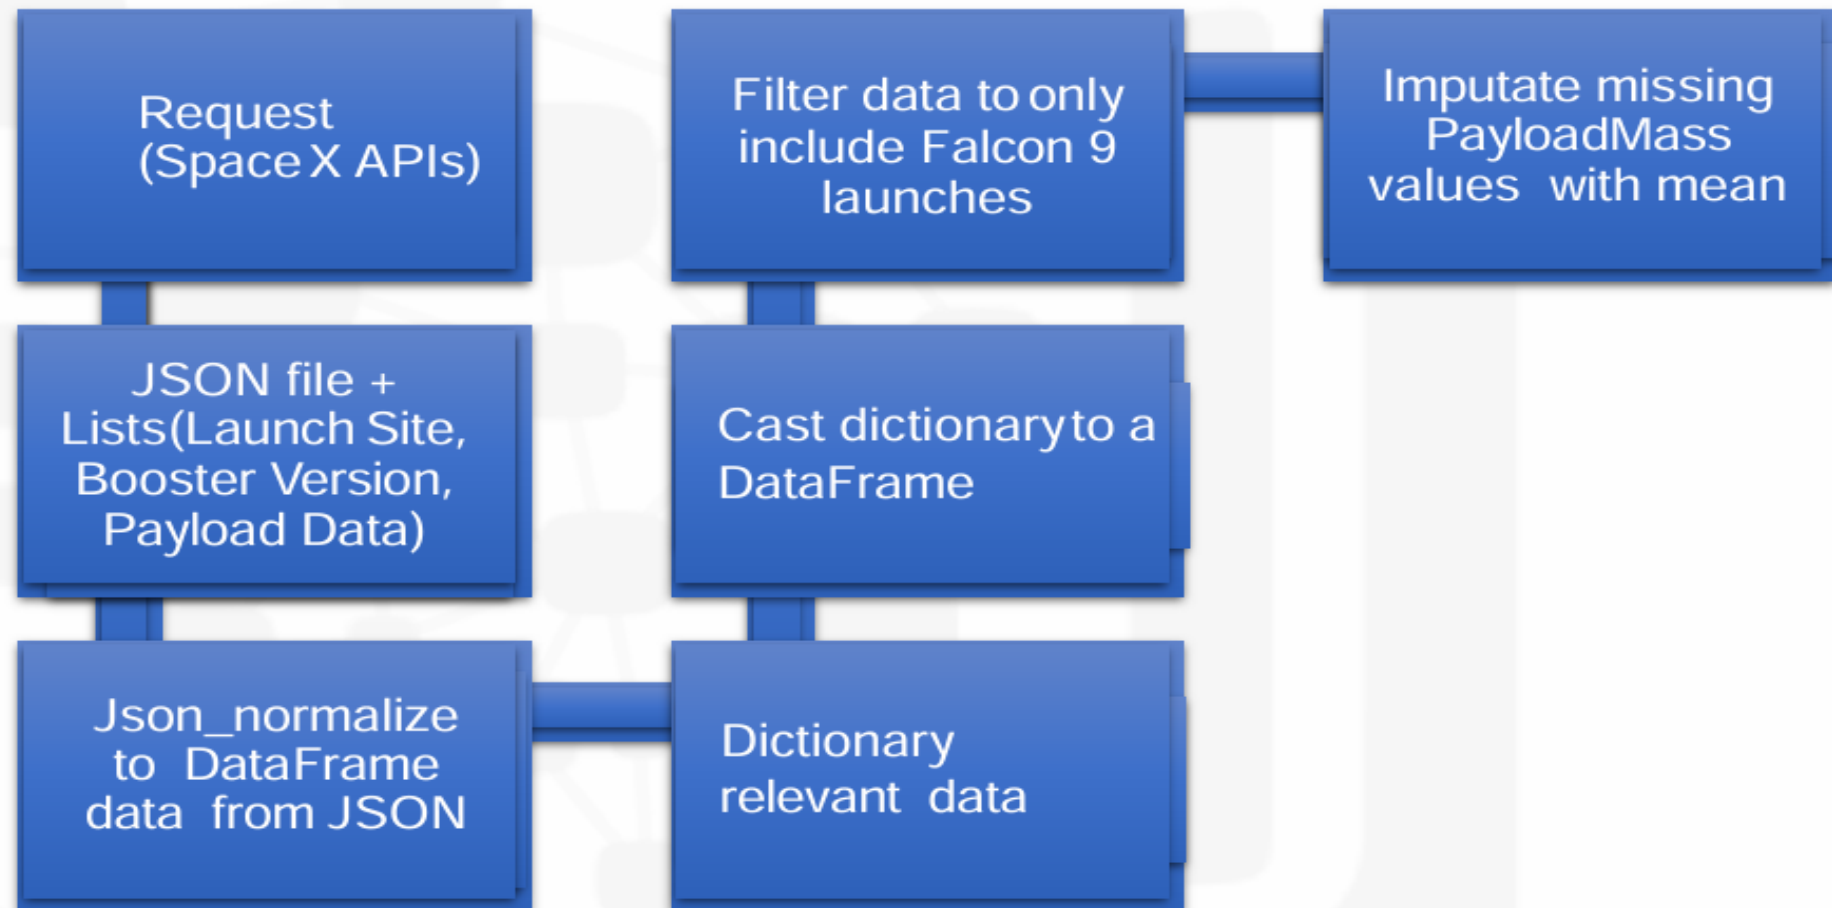 Request
(Space X APIs)
JSON file +
Lists(Launch Site,
Booster Version,
Payload Data)
Json_normalize
to DataFrame
data from JSON
Dictionary
relevant data
Cast dictionary to a
DataFrame
Filter data to only
include Falcon 9
launches
Imputate missing
PayloadMass
values with mean